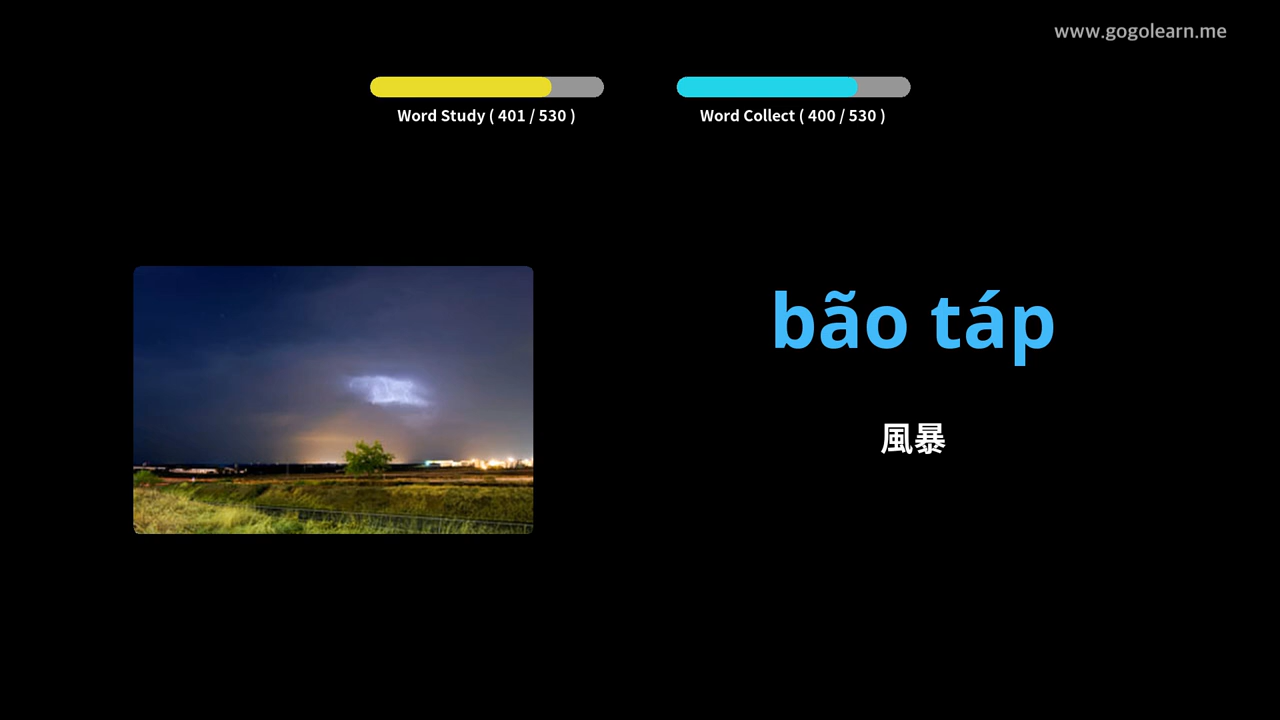 www.gogolearn.me
Word Study ( 401 / 530 )
Word Collect ( 400 / 530 )
bão táp
風暴